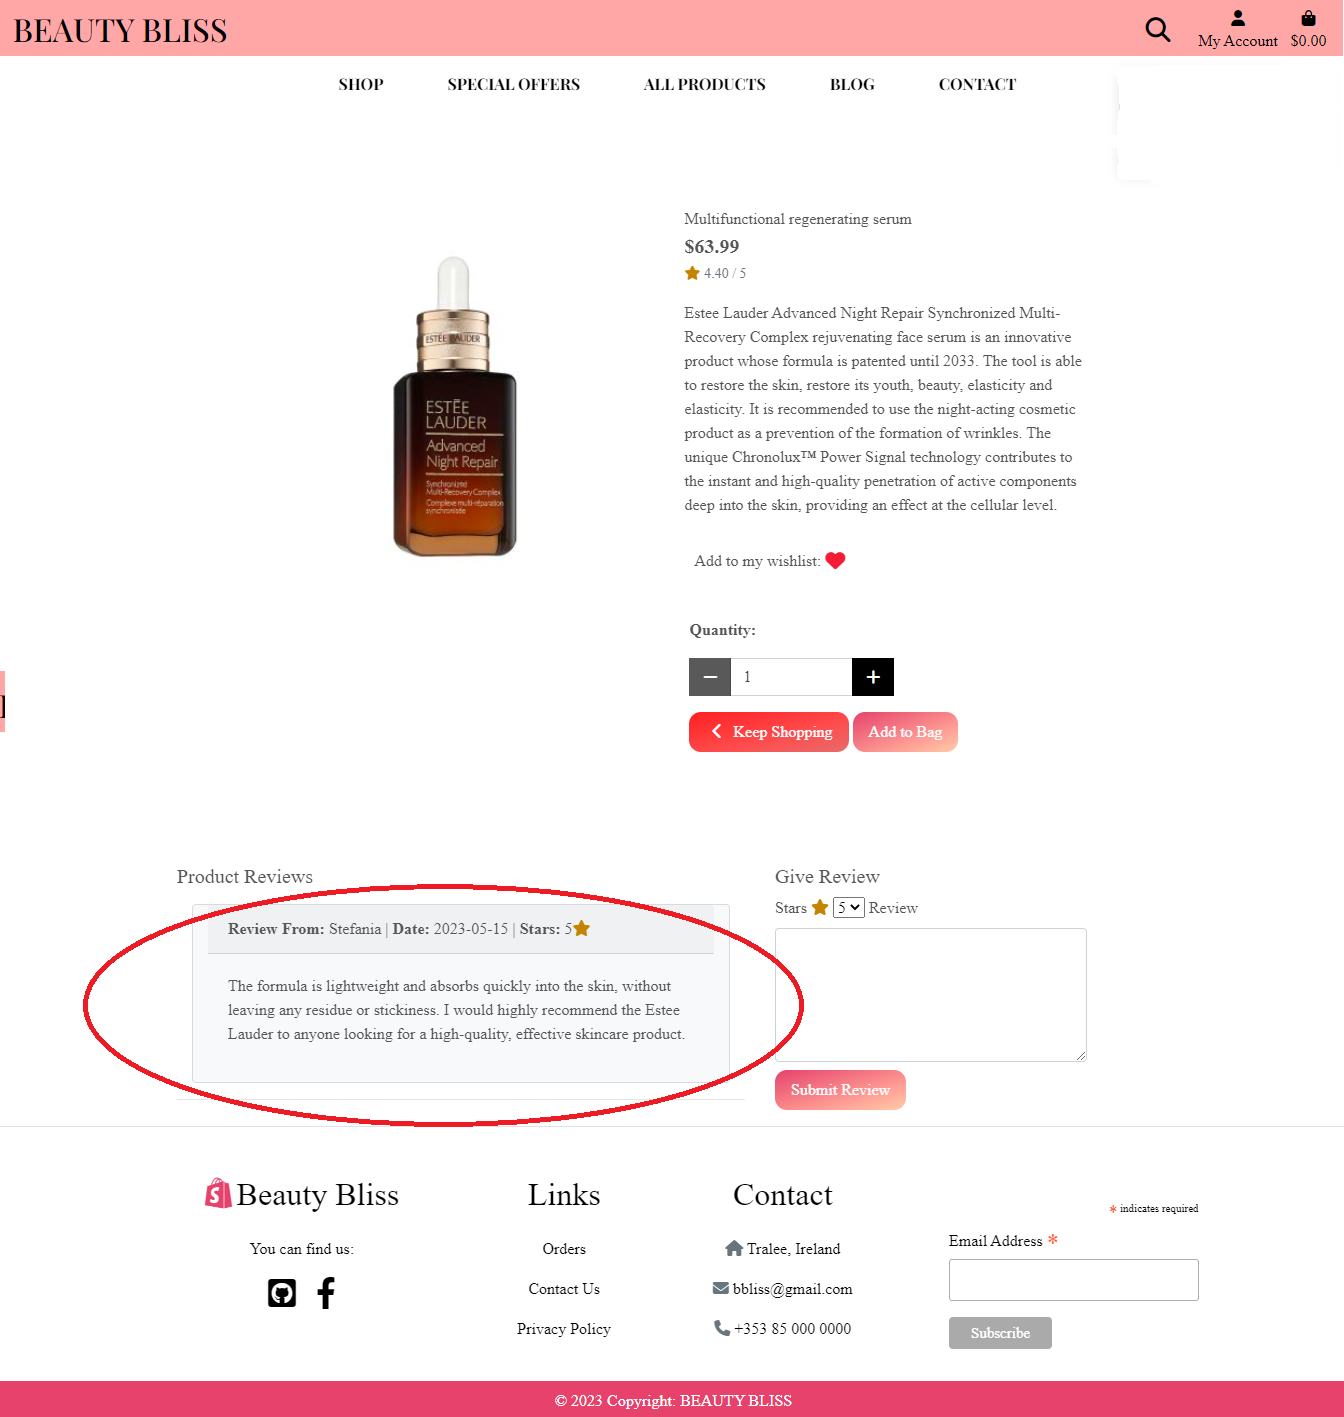 BEAUTY BLISS
My Account
$0.00
SHOP
SPECIAL OFFERS
ALL PRODUCTS
BLOG
CONTACT
Multifunctional regenerating serum
$63.99
4.40 / 5
Estee Lauder Advanced Night Repair Synchronized Multi-
Recovery Complex rejuvenating face serum is an innovative
product whose formula is patented until 2033. The tool is able
to restore the skin, restore its youth, beauty, elasticity and
elasticity. It is recommended to use the night-acting cosmetic
product as a prevention of the formation of wrinkles. The
unique Chronolux™ Power Signal technology contributes to
the instant and high-quality penetration of active components
deep into the skin, providing an effect at the cellular level.
ESTĒE LAUDER
ESTĒE
LAUDER
Advanced
Night Repair
Synchronized
Multi-Recovery Complex
Complexe multi-réparation
synchronisée
Add to my wishlist:
Quantity:
1
Keep Shopping
Add to Bag
Product Reviews
Review From: Stefania | Date: 2023-05-15 | Stars: 5
The formula is lightweight and absorbs quickly into the skin, without
leaving any residue or stickiness. I would highly recommend the Estee
Lauder to anyone looking for a high-quality, effective skincare product.
Give Review
Stars 5 Review
Submit Review
Beauty Bliss
You can find us:
Links
Orders
Contact Us
Privacy Policy
Contact
Tralee, Ireland
bbliss@gmail.com
+353 85 000 0000
* indicates required
Email Address *
Subscribe
© 2023 Copyright: BEAUTY BLISS